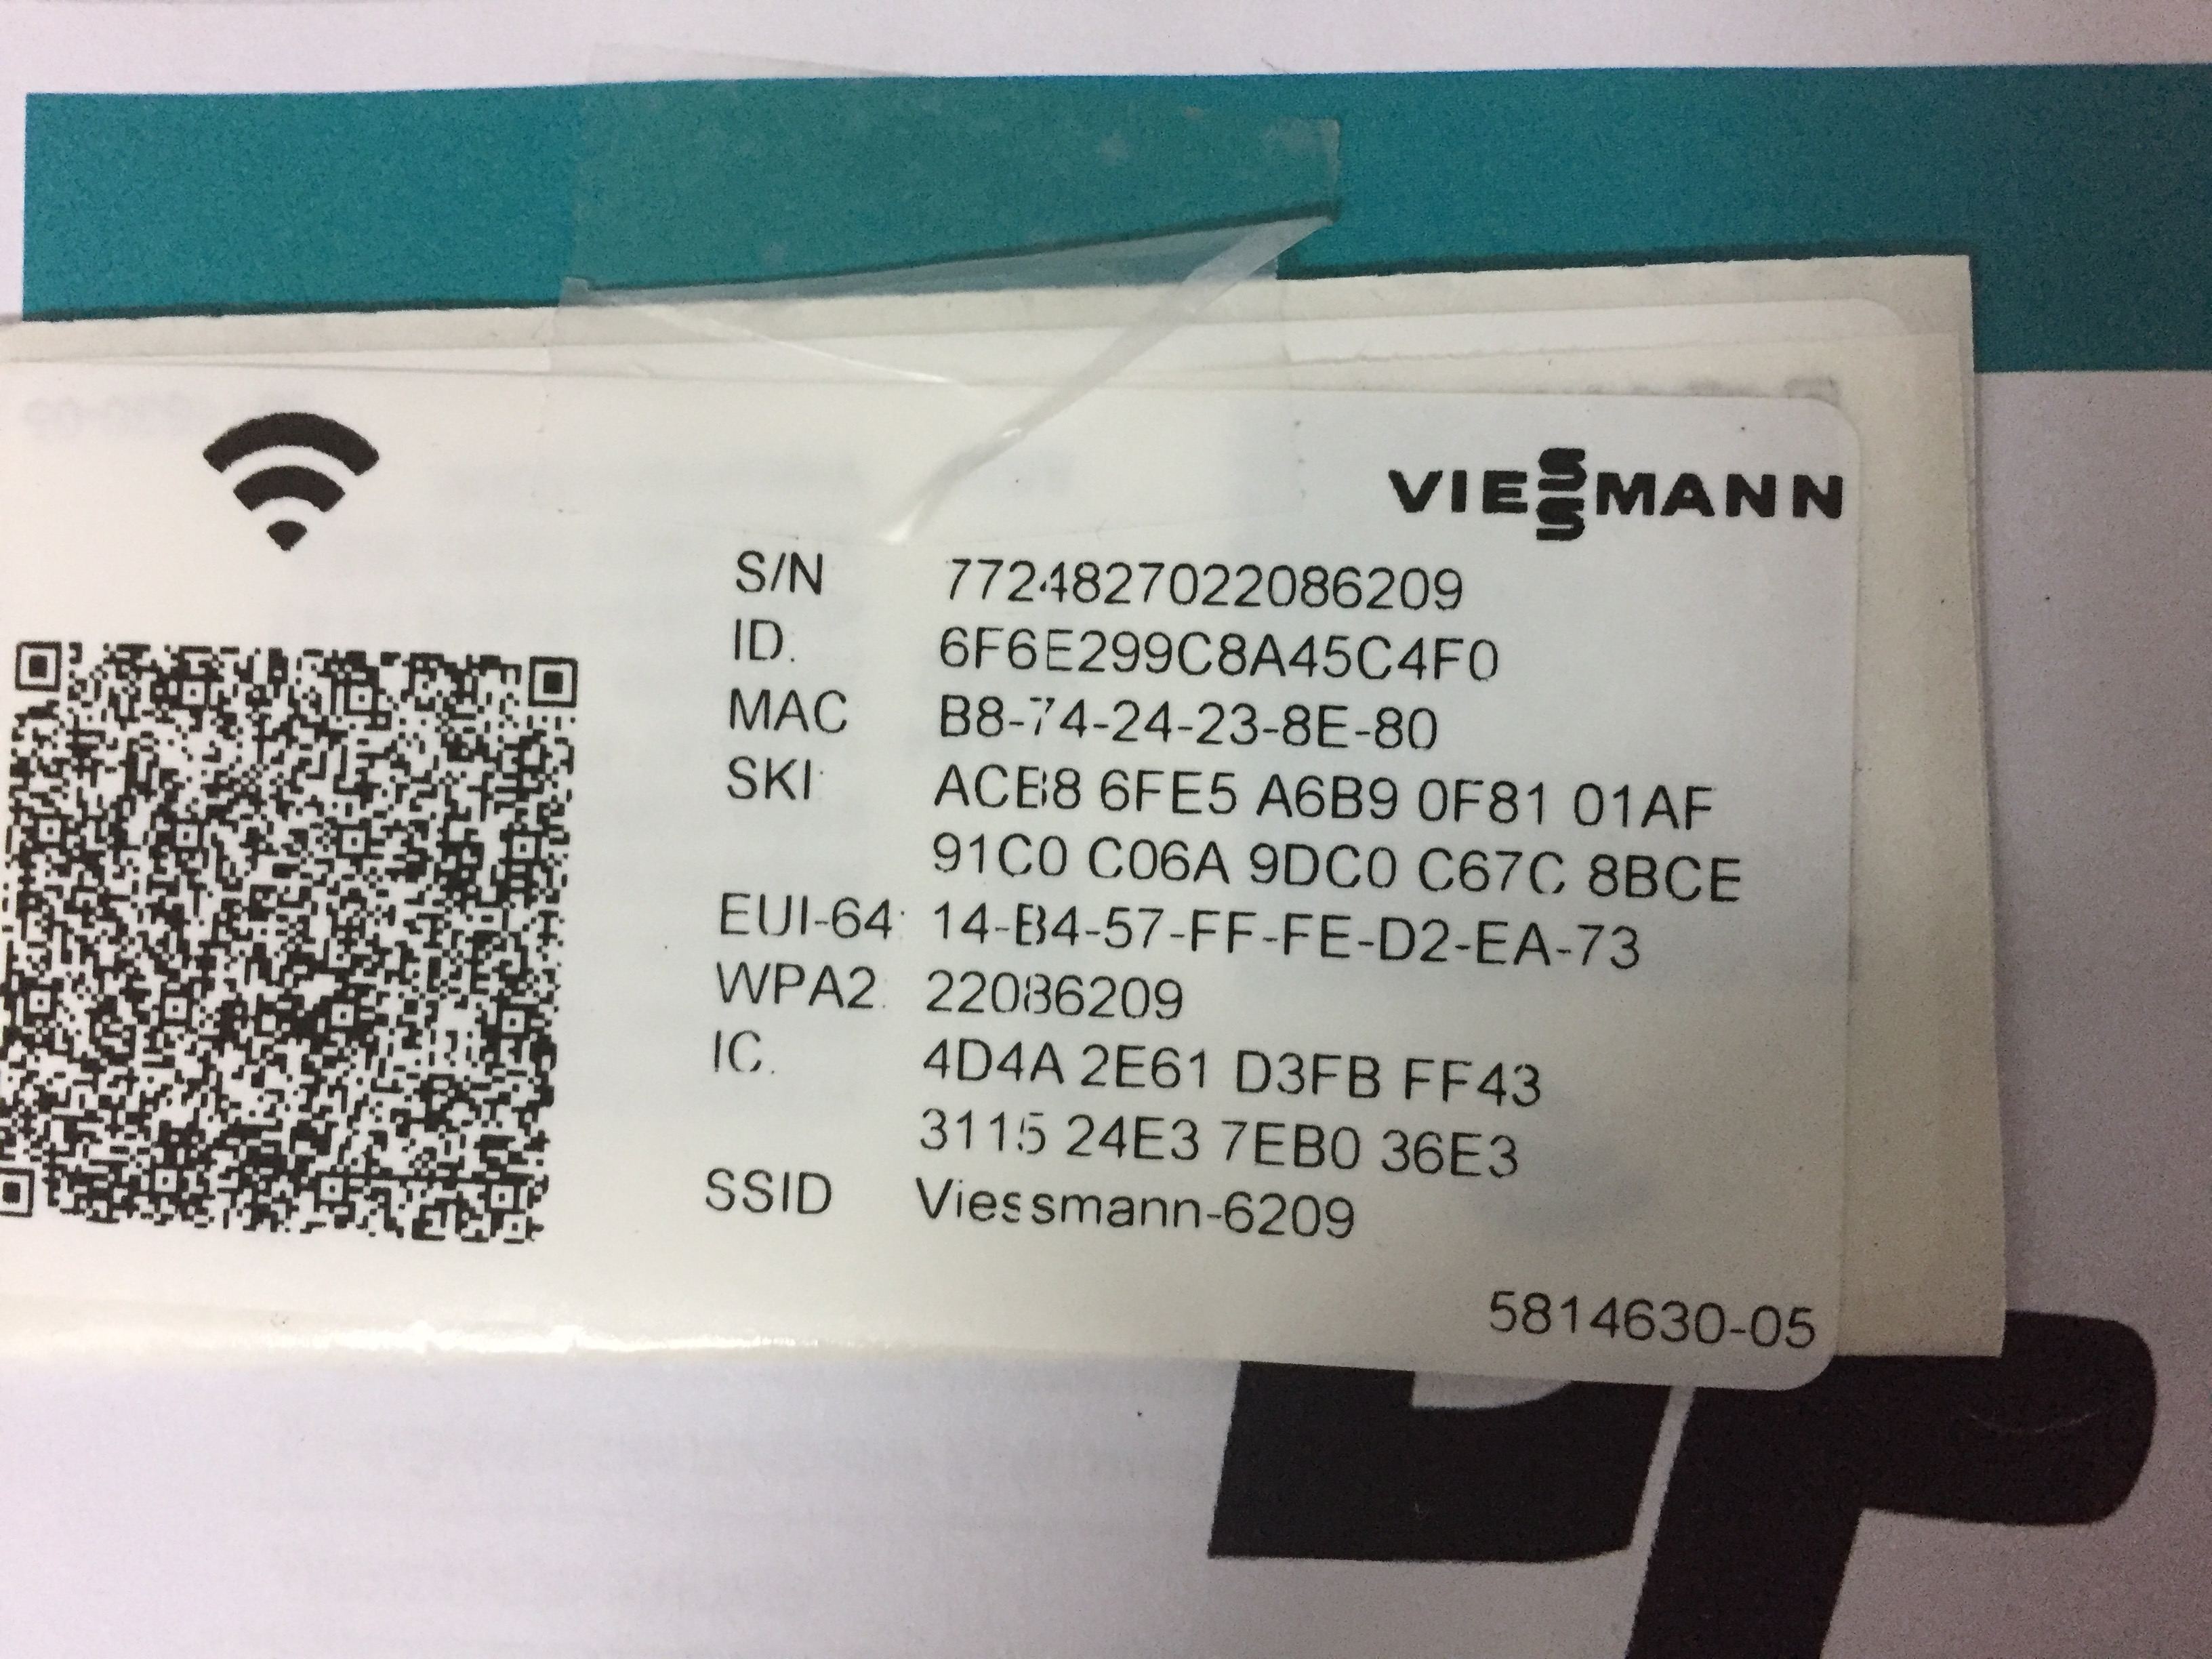 VIESSMANN
S/N 7724827022086209
ID. 6F6E299C8A45C4F0
MAC B8-74-24-23-8E-80
SKI ACB8 6FE5 A6B9 0F81 01AF
91C0 C06A 9DC0 C67C 8BCE
EUI-64 14-B4-57-FF-FE-D2-EA-73
WPA2 22086209
IC. 4D4A 2E61 D3FB FF43
3115 24E3 7EB0 36E3
SSID Viessmann-6209
5814630-05